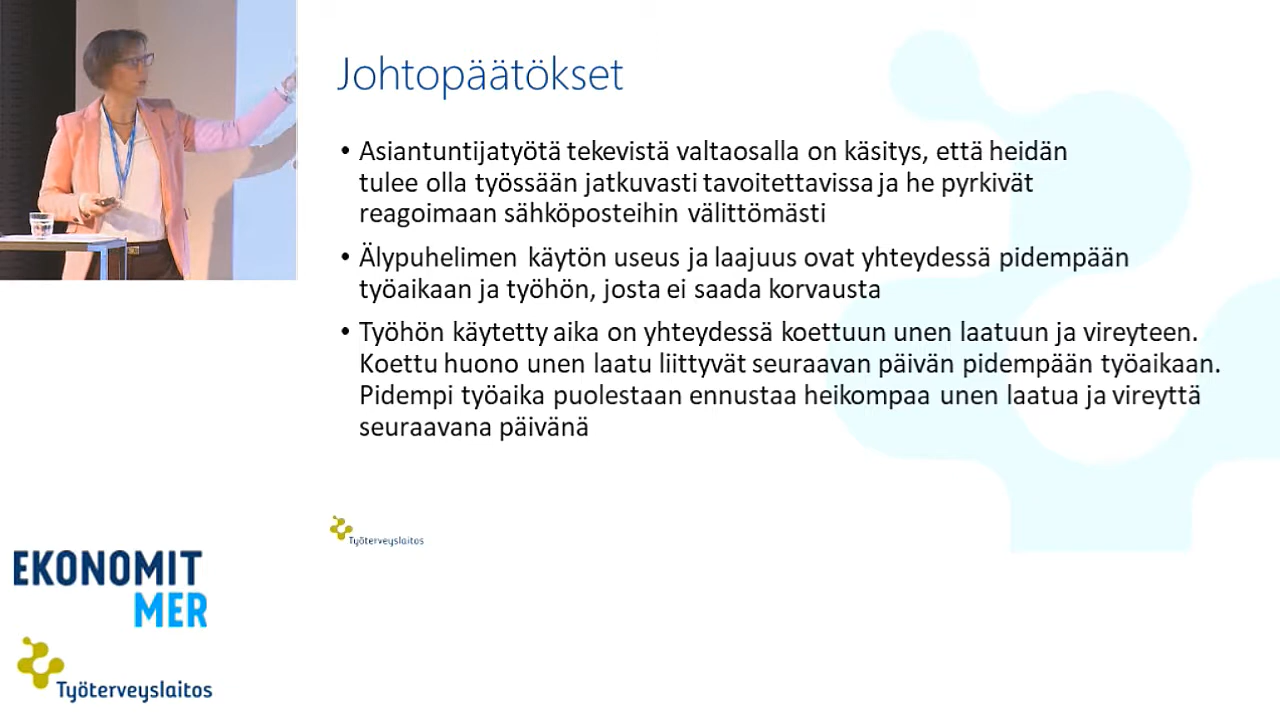 Johtopäätökset
• Asiantuntijatyötä tekevistä valtaosalla on käsitys, että heidän
tulee olla työssään jatkuvasti tavoitettavissa ja he pyrkivät
reagoimaan sähköposteihin välittömästi
• Älypuhelimen käytön useus ja laajuus ovat yhteydessä pidempään
työaikaan ja työhön, josta ei saada korvausta
• Työhön käytetty aika on yhteydessä koettuun unen laatuun ja vireyteen.
Koettu huono unen laatu liittyvät seuraavan päivän pidempään työaikaan.
Pidempi työaika puolestaan ennustaa heikompaa unen laatua ja vireyttä
seuraavana päivänä
Työterveyslaitos
EKONOMIT
MER
Työterveyslaitos